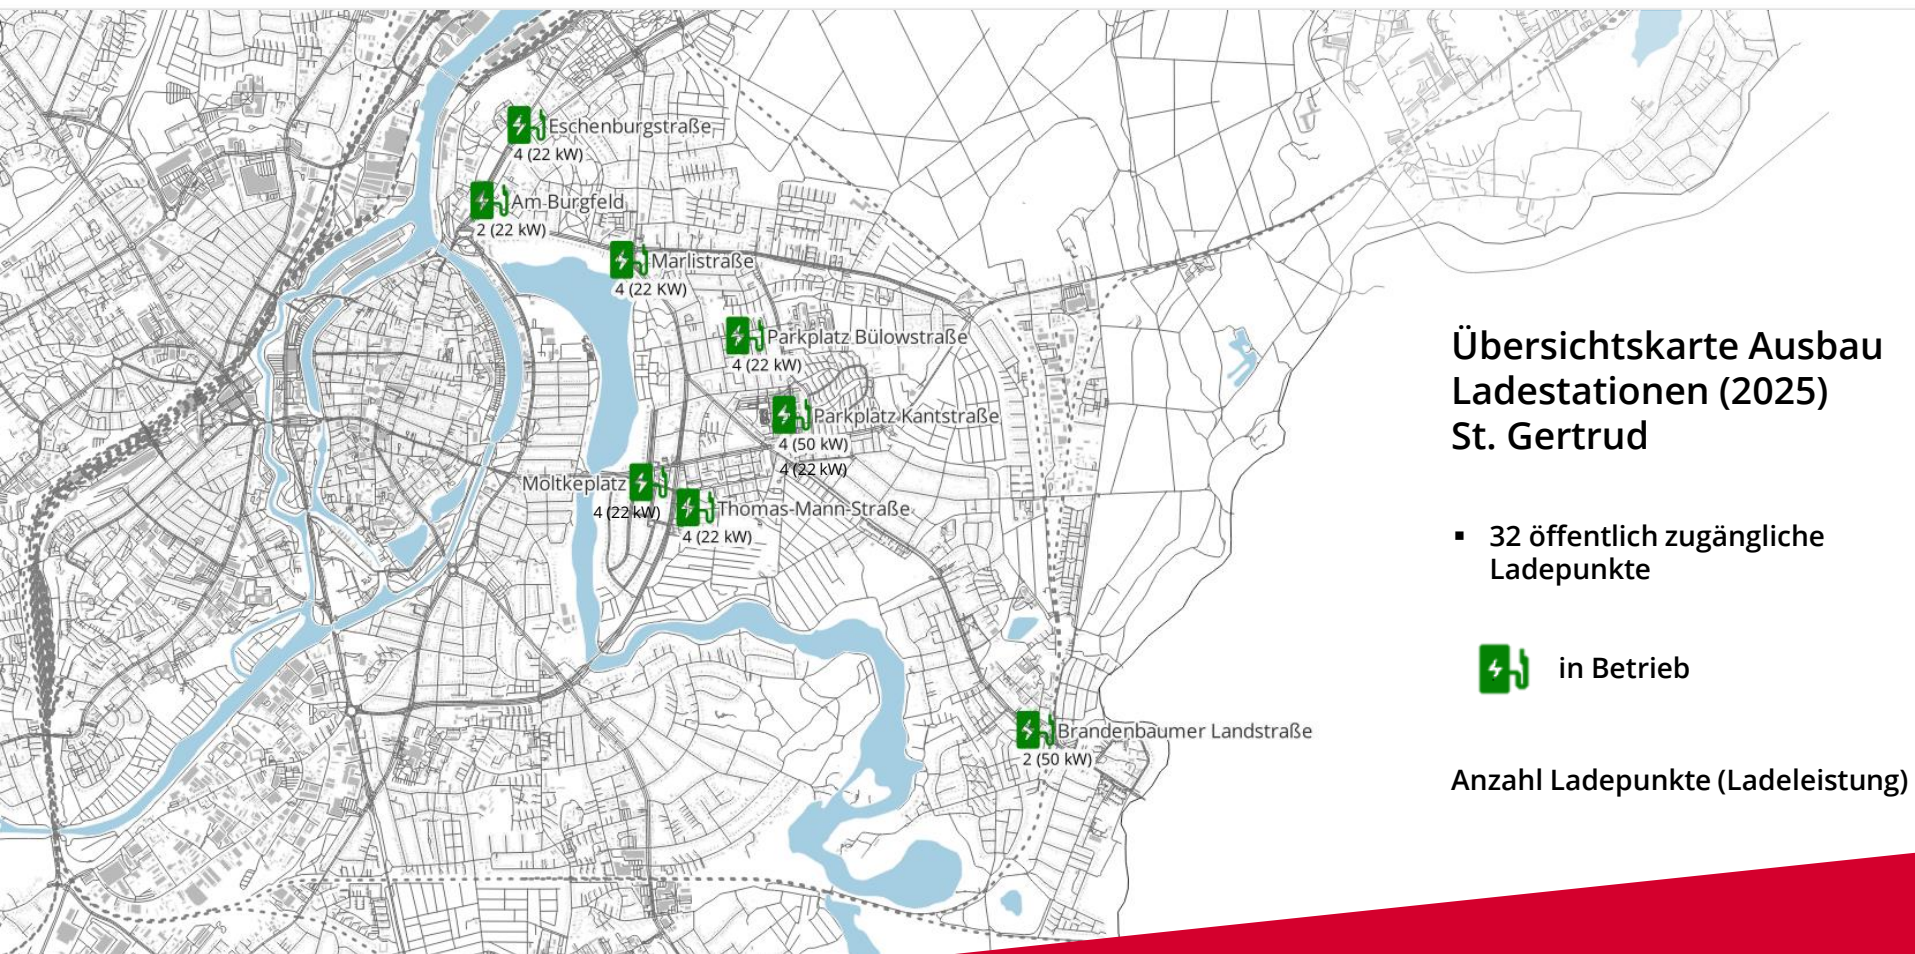 Eschenburgstraße
4 (22 kW)
Am Burgfeld
2 (22 kW)
Marlistraße
4 (22 KW)
Parkplatz Bülowstraße
4 (22 kW)
Parkplatz Kantstraße
4 (50 kW)
4 (22 kW)
Moltkeplatz
4 (22 kW)
Thomas-Mann-Straße
4 (22 kW)
Brandenbaumer Landstraße
2 (50 kW)
Übersichtskarte Ausbau
Ladestationen (2025)
St. Gertrud
▪ 32 öffentlich zugängliche
Ladepunkte
in Betrieb
Anzahl Ladepunkte (Ladeleistung)